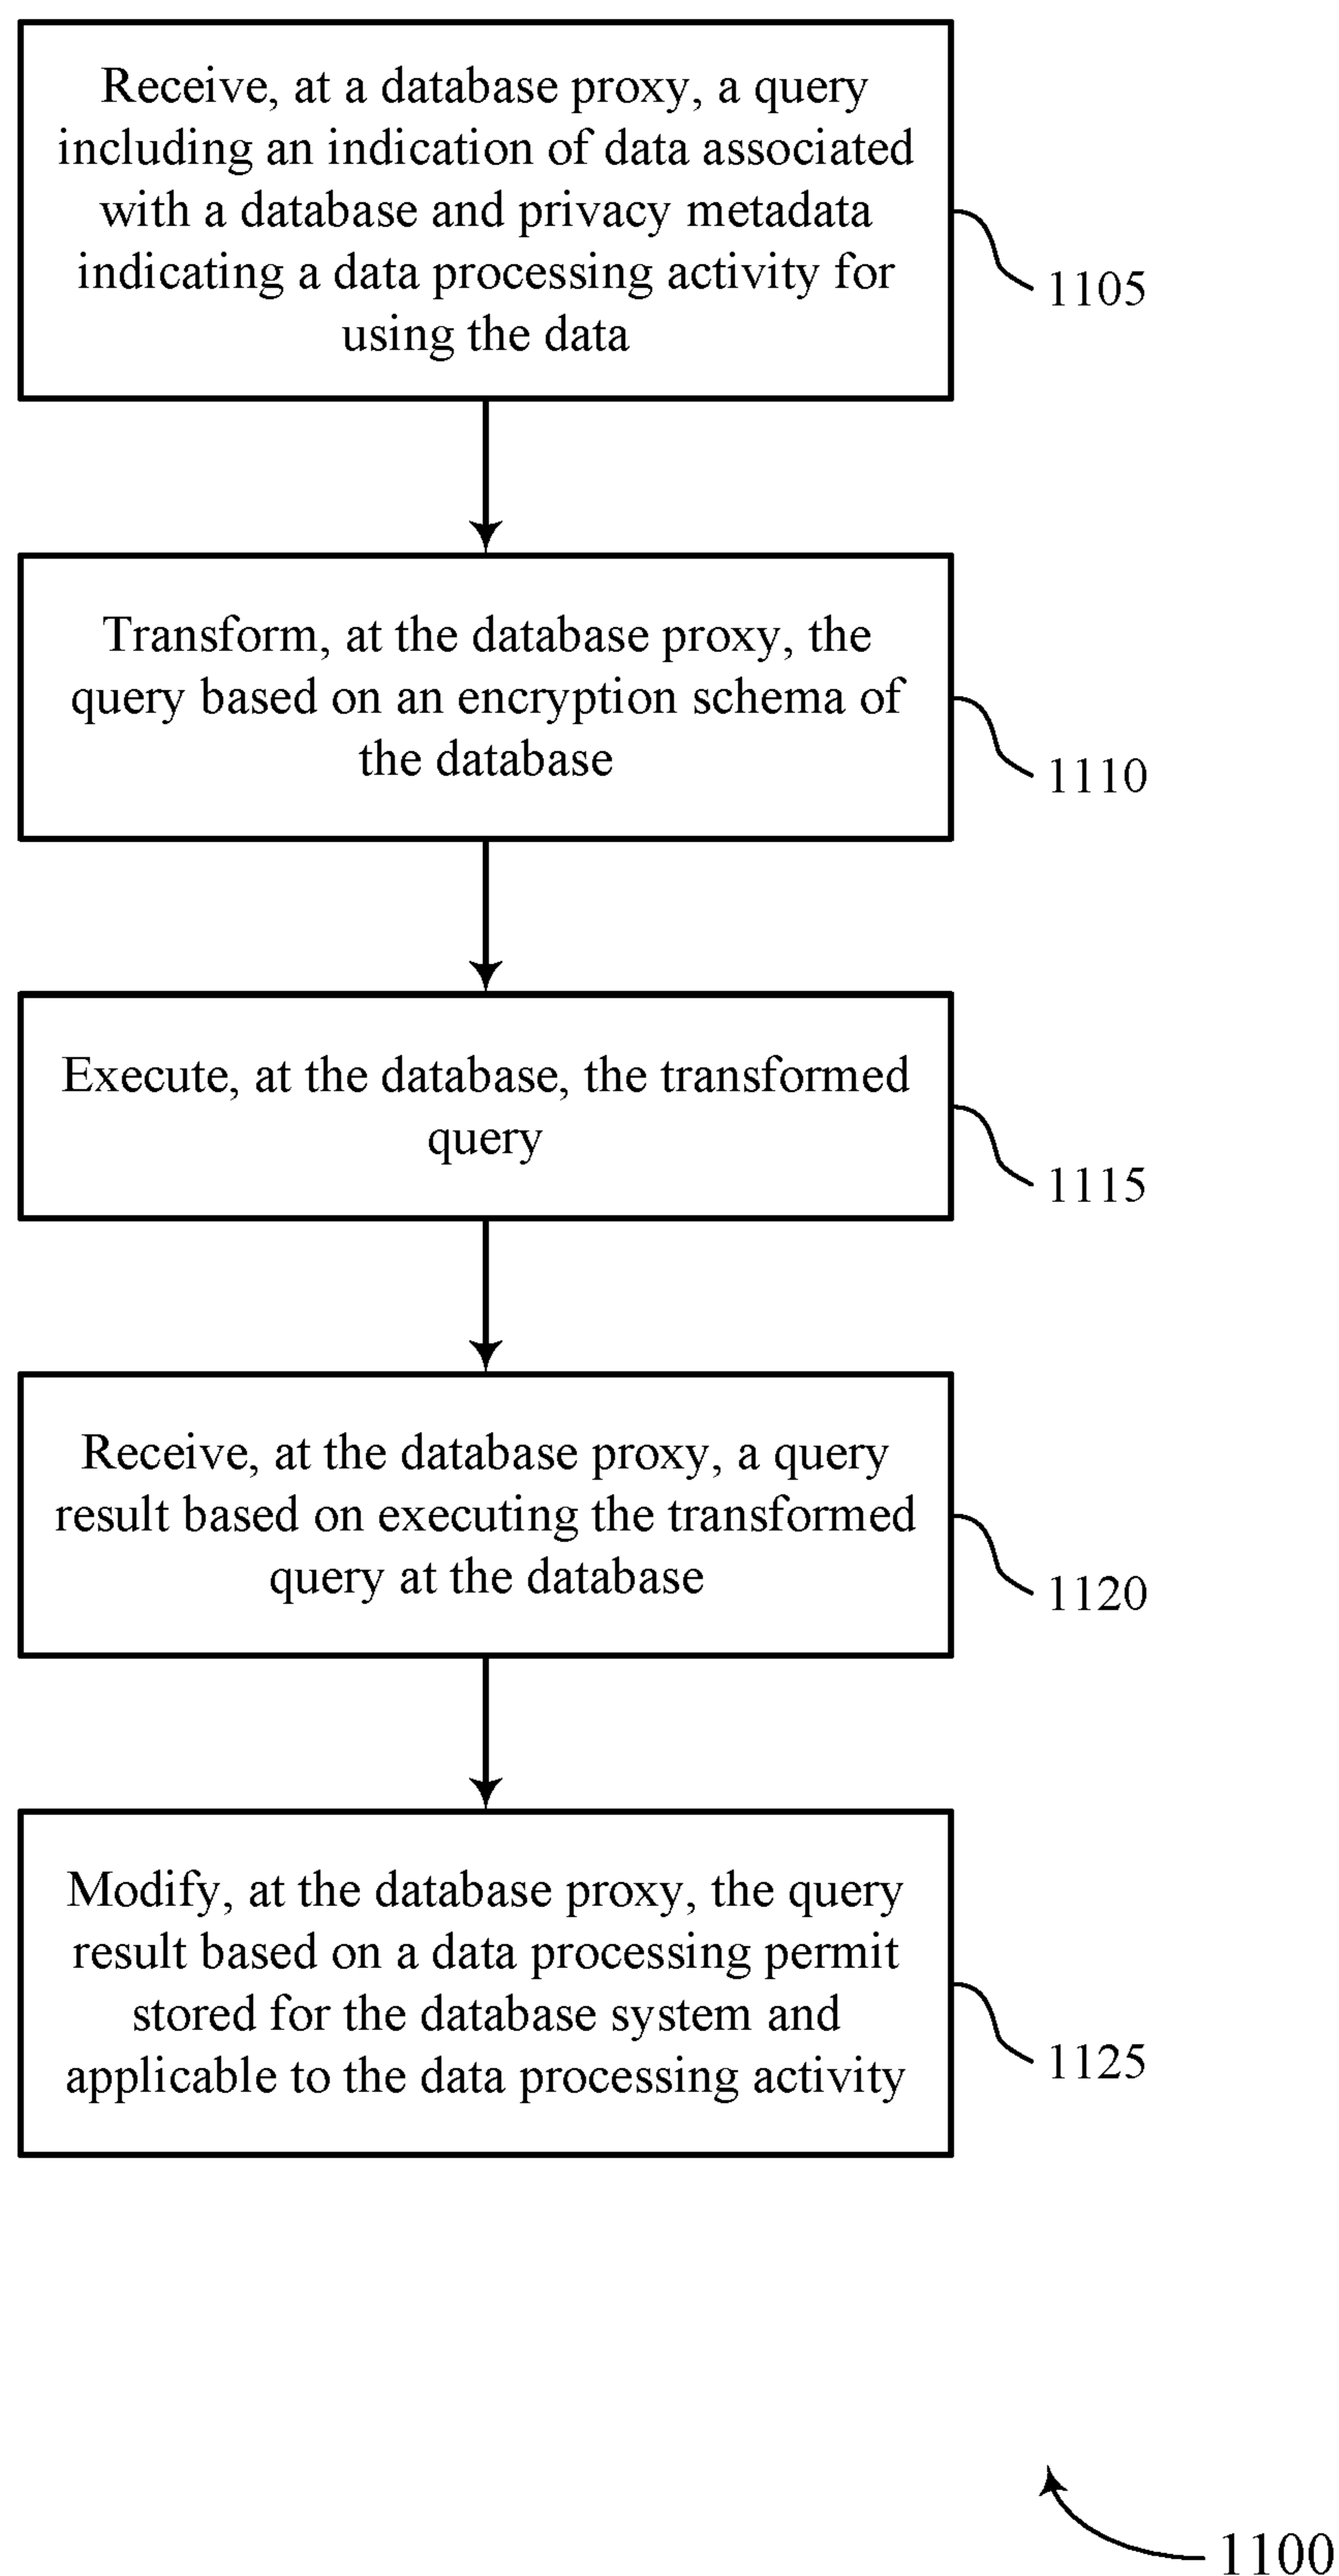 Receive, at a database proxy, a query
including an indication of data associated
with a database and privacy metadata
indicating a data processing activity for
using the data
1105
Transform, at the database proxy, the
query based on an encryption schema of
the database
1110
Execute, at the database, the transformed
query
1115
Receive, at the database proxy, a query
result based on executing the transformed
query at the database
1120
Modify, at the database proxy, the query
result based on a data processing permit
stored for the database system and
applicable to the data processing activity
1125
1100